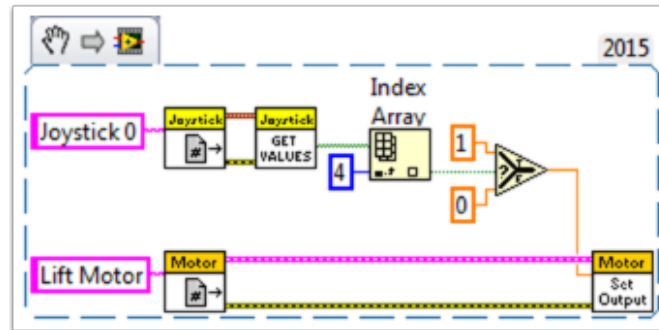 2015
Index
Array
Joystick 0
Joystick
#
Joystick
GET
VALUES
4
1
?
T
F
0
Lift Motor
Motor
#
Motor
Set
Output